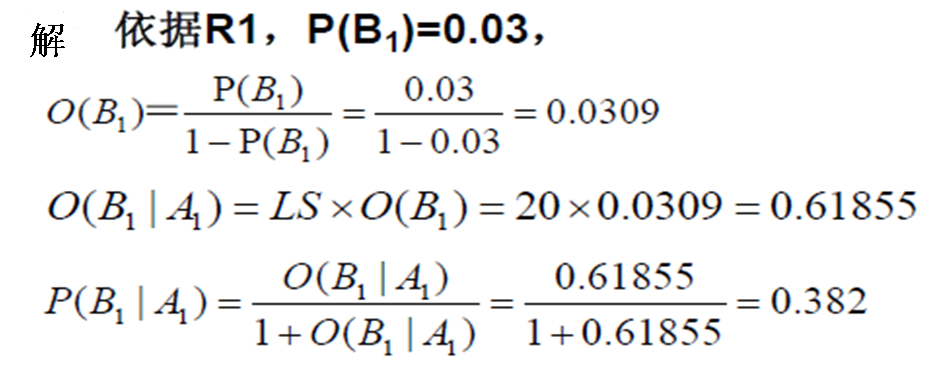 解 依据R1，P(B₁)=0.03，
O(B₁)=P(B₁)/(1−P(B₁))=0.03/(1−0.03)=0.0309
O(B₁|A₁)=LS×O(B₁)=20×0.0309=0.61855
P(B₁|A₁)=O(B₁|A₁)/(1+O(B₁|A₁))=0.61855/(1+0.61855)=0.382